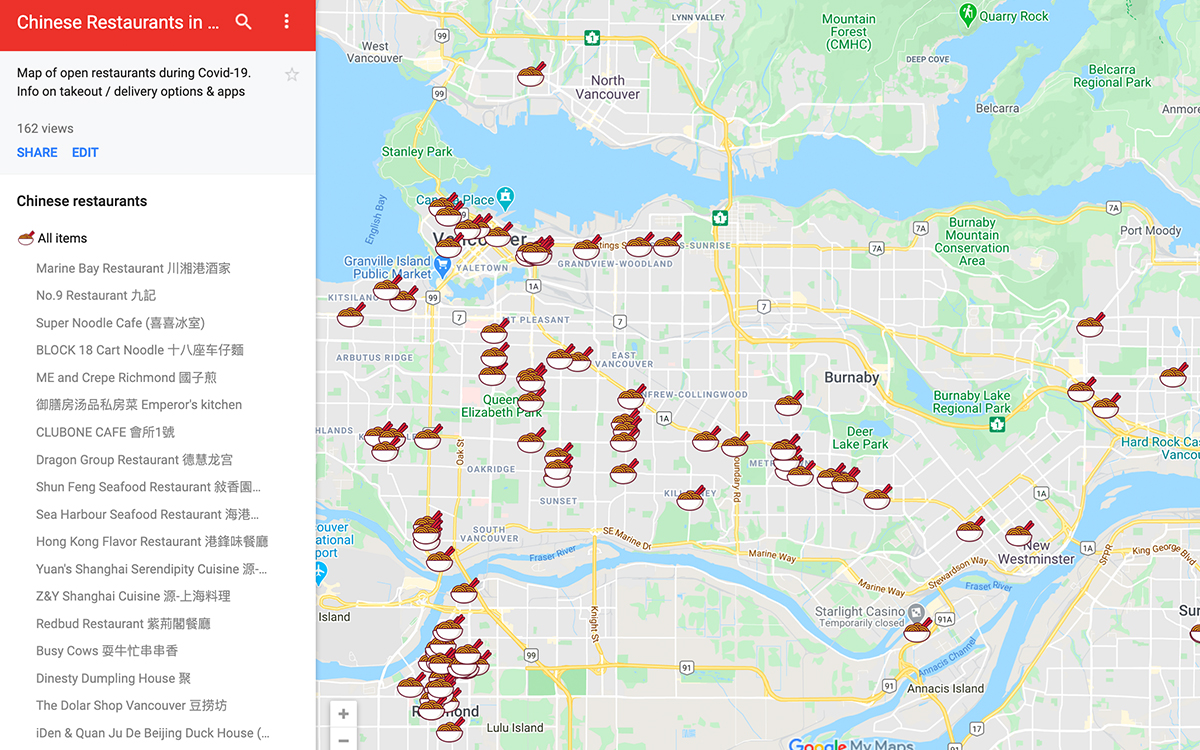 Chinese Restaurants in ...
Map of open restaurants during Covid-19.
Info on takeout / delivery options & apps
162 views
SHARE EDIT
Chinese restaurants
All items
Marine Bay Restaurant 川湘港酒家
No.9 Restaurant 九記
Super Noodle Cafe (喜喜冰室)
BLOCK 18 Cart Noodle 十八座车仔麵
ME and Crepe Richmond 國子煎
御膳房汤品私房菜 Emperor's kitchen
CLUBONE CAFE 會所1號
Dragon Group Restaurant 德慧龙宫
Shun Feng Seafood Restaurant 敍香園...
Sea Harbour Seafood Restaurant 海港...
Hong Kong Flavor Restaurant 港鋒味餐廳
Yuan's Shanghai Serendipity Cuisine 源-...
Z&Y Shanghai Cuisine 源-上海料理
Redbud Restaurant 紫荊閣餐廳
Busy Cows 耍牛忙串串香
Dinesty Dumpling House 聚
The Dolar Shop Vancouver 豆捞坊
iDen & Quan Ju De Beijing Duck House (...
West
Vancouver
99
1
LYNN VALLEY
Mountain
Forest
(CMHC)
Quarry Rock
DEEP COVE
Belcarra
Regional Park
North
Vancouver
99
Belcarra
Anmore
Stanley Park
English Bay
Place
1
7A
7A
7A
Port Moody
Burnaby
Mountain
Conservation
Area
SUNRISE
GRANDVIEW-WOODLAND
YALETOWN
Granville Island
Public Market
KITSILANO
99
1A
7
7
7
MT PLEASANT
ARBUTUS RIDGE
EAST
VANCOUVER
Burnaby
Queen
Elizabeth Park
RENFREW-COLLINGWOOD
1A
Burnaby Lake
Regional Park
1
Deer
Lake Park
Hard Rock Cas
Vancou
Oak St
OAKRIDGE
SUNSET
KILLARNEY
Boundary Rd
1A
SOUTH
VANCOUVER
ouver
ational
port
SE Marine Dr
Fraser River
Marine Way
Marine Way
Stewardson Way
Fraser River
New
Westminster
1A
SFPR
King George Blvd
Island
Knight St
Starlight Casino
Temporarily closed
91A
Sur
99
91
91
Annacis Channel
Annacis Island
Richmond
Lulu Island
17
91
+
−
Google My Maps